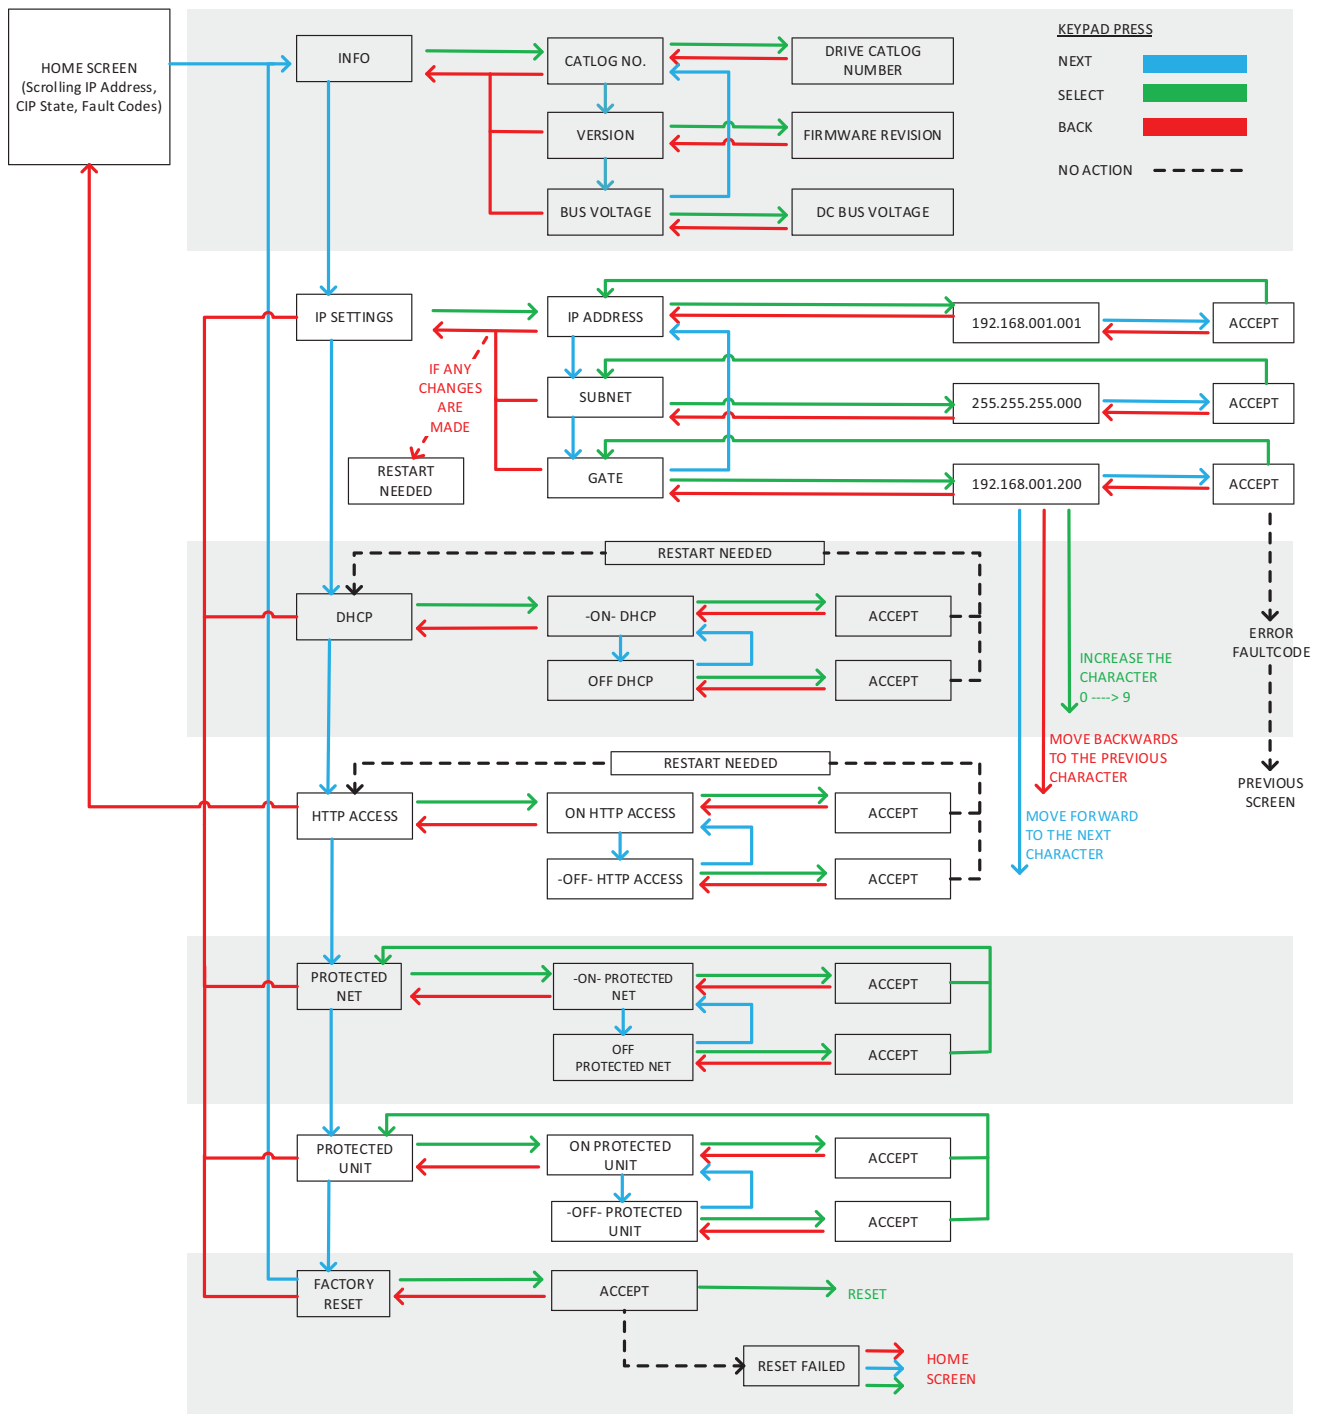 HOME SCREEN
(Scrolling IP Address,
CIP State, Fault Codes)
INFO
CATLOG NO.
DRIVE CATLOG
NUMBER
VERSION
FIRMWARE REVISION
BUS VOLTAGE
DC BUS VOLTAGE
KEYPAD PRESS
NEXT
SELECT
BACK
NO ACTION
IP SETTINGS
IP ADDRESS
192.168.001.001
ACCEPT
IF ANY
CHANGES
ARE
MADE
RESTART
NEEDED
SUBNET
255.255.255.000
ACCEPT
GATE
192.168.001.200
ACCEPT
RESTART NEEDED
DHCP
-ON- DHCP
ACCEPT
OFF DHCP
ACCEPT
INCREASE THE
CHARACTER
0 ----> 9
ERROR
FAULTCODE
MOVE BACKWARDS
TO THE PREVIOUS
CHARACTER
PREVIOUS
SCREEN
MOVE FORWARD
TO THE NEXT
CHARACTER
RESTART NEEDED
HTTP ACCESS
ON HTTP ACCESS
ACCEPT
-OFF- HTTP ACCESS
ACCEPT
PROTECTED
NET
-ON- PROTECTED
NET
ACCEPT
OFF
PROTECTED NET
ACCEPT
PROTECTED
UNIT
ON PROTECTED
UNIT
ACCEPT
-OFF- PROTECTED
UNIT
ACCEPT
FACTORY
RESET
ACCEPT
RESET
RESET FAILED
HOME
SCREEN